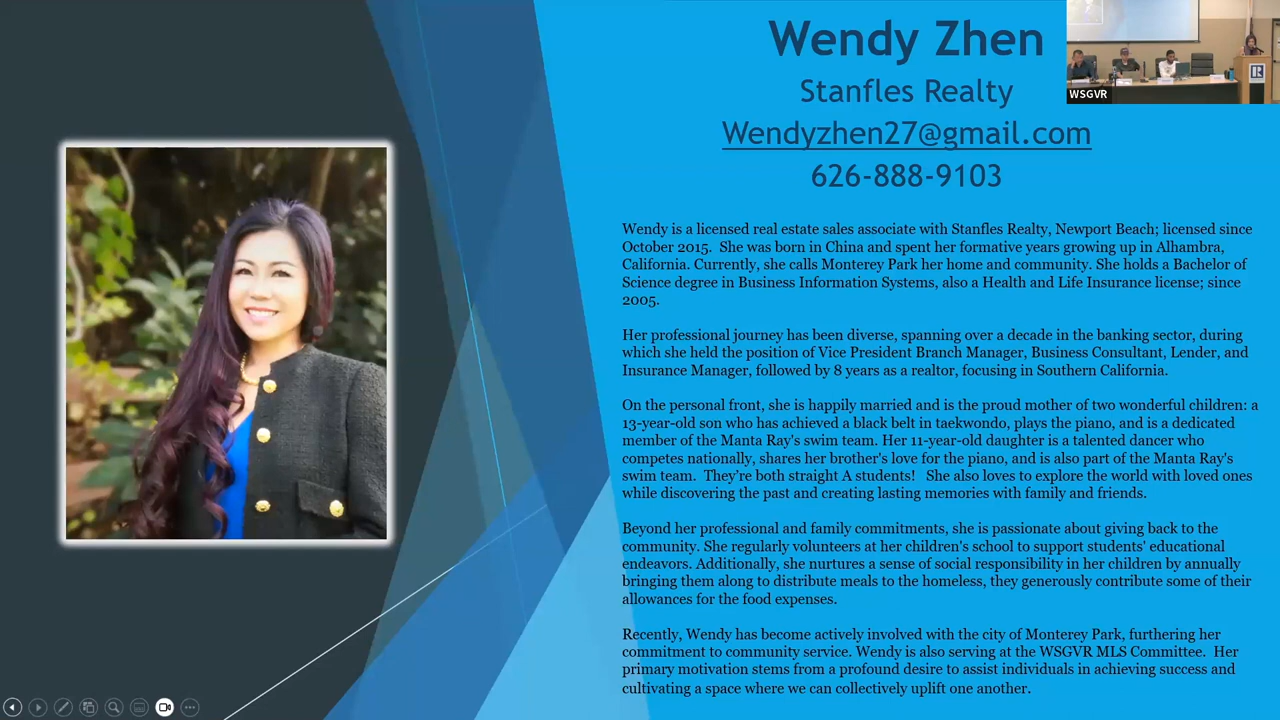 Wendy Zhen
Stanfles Realty
Wendyzhen27@gmail.com
626-888-9103
WSGVR
Wendy is a licensed real estate sales associate with Stanfles Realty, Newport Beach; licensed since
October 2015.  She was born in China and spent her formative years growing up in Alhambra,
California. Currently, she calls Monterey Park her home and community. She holds a Bachelor of
Science degree in Business Information Systems, also a Health and Life Insurance license; since
2005.
Her professional journey has been diverse, spanning over a decade in the banking sector, during
which she held the position of Vice President Branch Manager, Business Consultant, Lender, and
Insurance Manager, followed by 8 years as a realtor, focusing in Southern California.
On the personal front, she is happily married and is the proud mother of two wonderful children: a
13-year-old son who has achieved a black belt in taekwondo, plays the piano, and is a dedicated
member of the Manta Ray's swim team. Her 11-year-old daughter is a talented dancer who
competes nationally, shares her brother's love for the piano, and is also part of the Manta Ray's
swim team.  They're both straight A students!   She also loves to explore the world with loved ones
while discovering the past and creating lasting memories with family and friends.
Beyond her professional and family commitments, she is passionate about giving back to the
community. She regularly volunteers at her children's school to support students' educational
endeavors. Additionally, she nurtures a sense of social responsibility in her children by annually
bringing them along to distribute meals to the homeless, they generously contribute some of their
allowances for the food expenses.
Recently, Wendy has become actively involved with the city of Monterey Park, furthering her
commitment to community service. Wendy is also serving at the WSGVR MLS Committee.  Her
primary motivation stems from a profound desire to assist individuals in achieving success and
cultivating a space where we can collectively uplift one another.